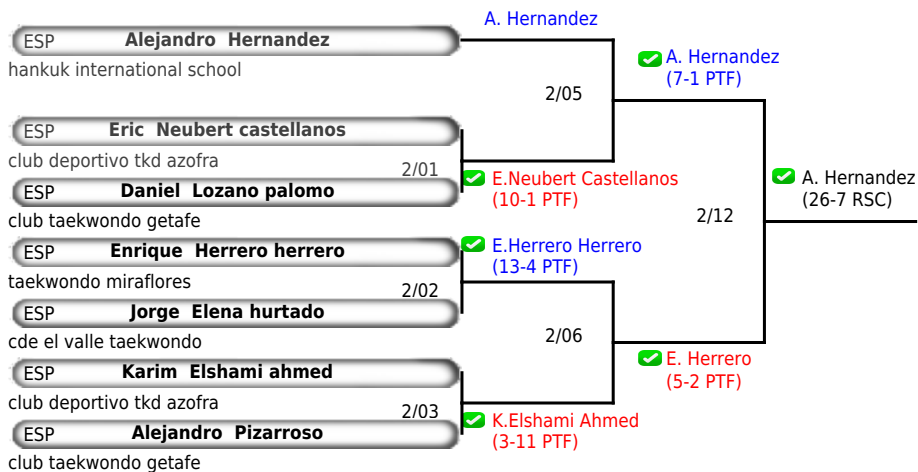 A. Hernandez
ESP Alejandro Hernandez
hankuk international school
A. Hernandez
(7-1 PTF)
2/05
ESP Eric Neubert castellanos
club deportivo tkd azofra
2/01
E.Neubert Castellanos
(10-1 PTF)
ESP Daniel Lozano palomo
club taekwondo getafe
A. Hernandez
(26-7 RSC)
2/12
ESP Enrique Herrero herrero
taekwondo miraflores
E.Herrero Herrero
(13-4 PTF)
2/02
ESP Jorge Elena hurtado
cde el valle taekwondo
2/06
E. Herrero
(5-2 PTF)
ESP Karim Elshami ahmed
club deportivo tkd azofra
2/03
K.Elshami Ahmed
(3-11 PTF)
ESP Alejandro Pizarroso
club taekwondo getafe